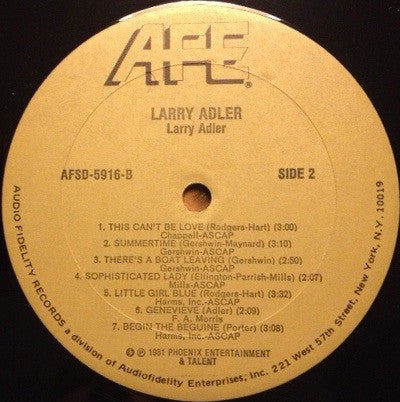 AFE®
LARRY ADLER
Larry Adler
AFSD-5916-B
SIDE 2
1. THIS CAN'T BE LOVE (Rodgers-Hart) (3:00)
Chappell-ASCAP
2. SUMMERTIME (Gershwin-Maynard) (3:10)
Gershwin-ASCAP
3. THERE'S A BOAT LEAVING (Gershwin) (2:50)
Gershwin-ASCAP
4. SOPHISTICATED LADY (Ellington-Parrish-Mills) (2:07)
Mills-ASCAP
5. LITTLE GIRL BLUE (Rodgers-Hart) (3:32)
Harms, Inc.-ASCAP
6. GENEVIEVE (Adler) (2:09)
F. A. Morris
7. BEGIN THE BEGUINE (Porter) (3:08)
Harms, Inc.-ASCAP
© ℗ 1981 PHOENIX ENTERTAINMENT
& TALENT
AUDIO FIDELITY RECORDS a division of Audiofidelity Enterprises, Inc. 221 West 57th Street, New York, N.Y. 10019